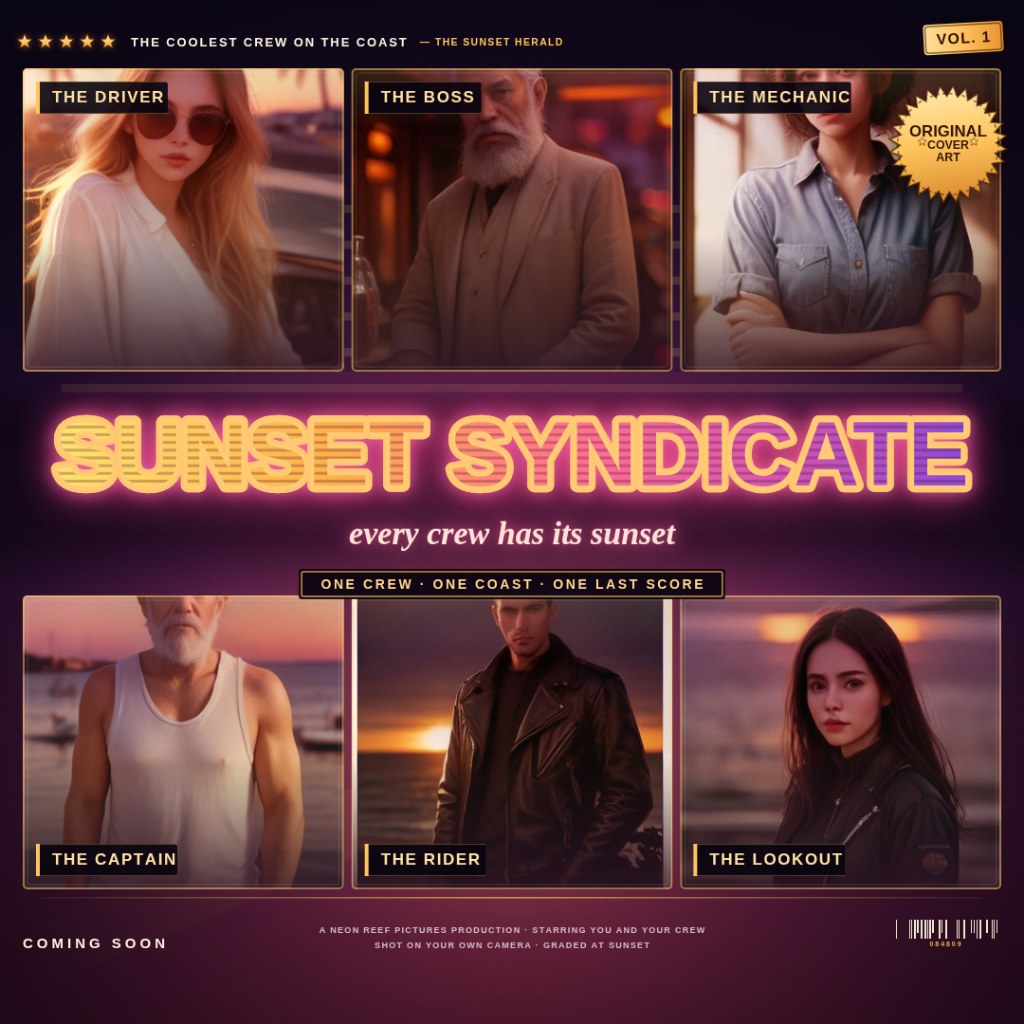 ★★★★★ THE COOLEST CREW ON THE COAST — THE SUNSET HERALD
VOL. 1
THE DRIVER
THE BOSS
THE MECHANIC
ORIGINAL
☆COVER☆
ART
SUNSET SYNDICATE
every crew has its sunset
ONE CREW · ONE COAST · ONE LAST SCORE
THE CAPTAIN
THE RIDER
THE LOOKOUT
COMING SOON
A NEON REEF PICTURES PRODUCTION · STARRING YOU AND YOUR CREW
SHOT ON YOUR OWN CAMERA · GRADED AT SUNSET
084809